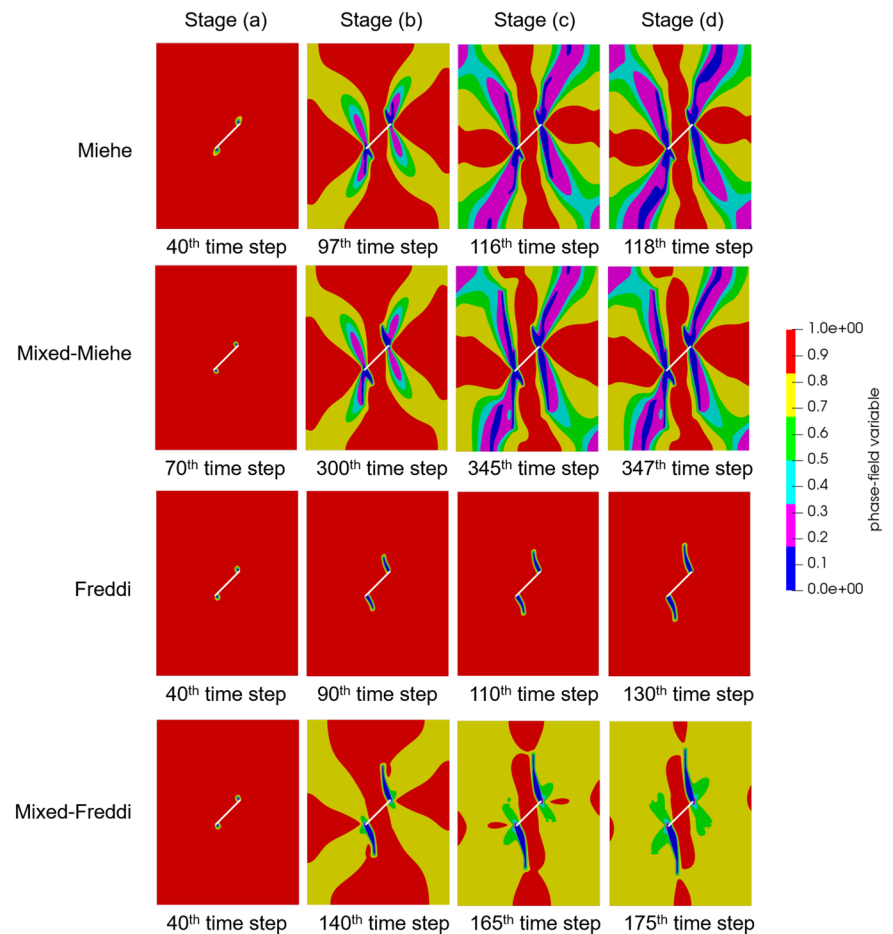 Stage (a) Stage (b) Stage (c) Stage (d)
Miehe
40th time step 97th time step 116th time step 118th time step
Mixed-Miehe
70th time step 300th time step 345th time step 347th time step
1.0e+00
0.9
0.8
0.7
0.6
0.5
0.4
0.3
0.2
0.1
0.0e+00
phase-field variable
Freddi
40th time step 90th time step 110th time step 130th time step
Mixed-Freddi
40th time step 140th time step 165th time step 175th time step